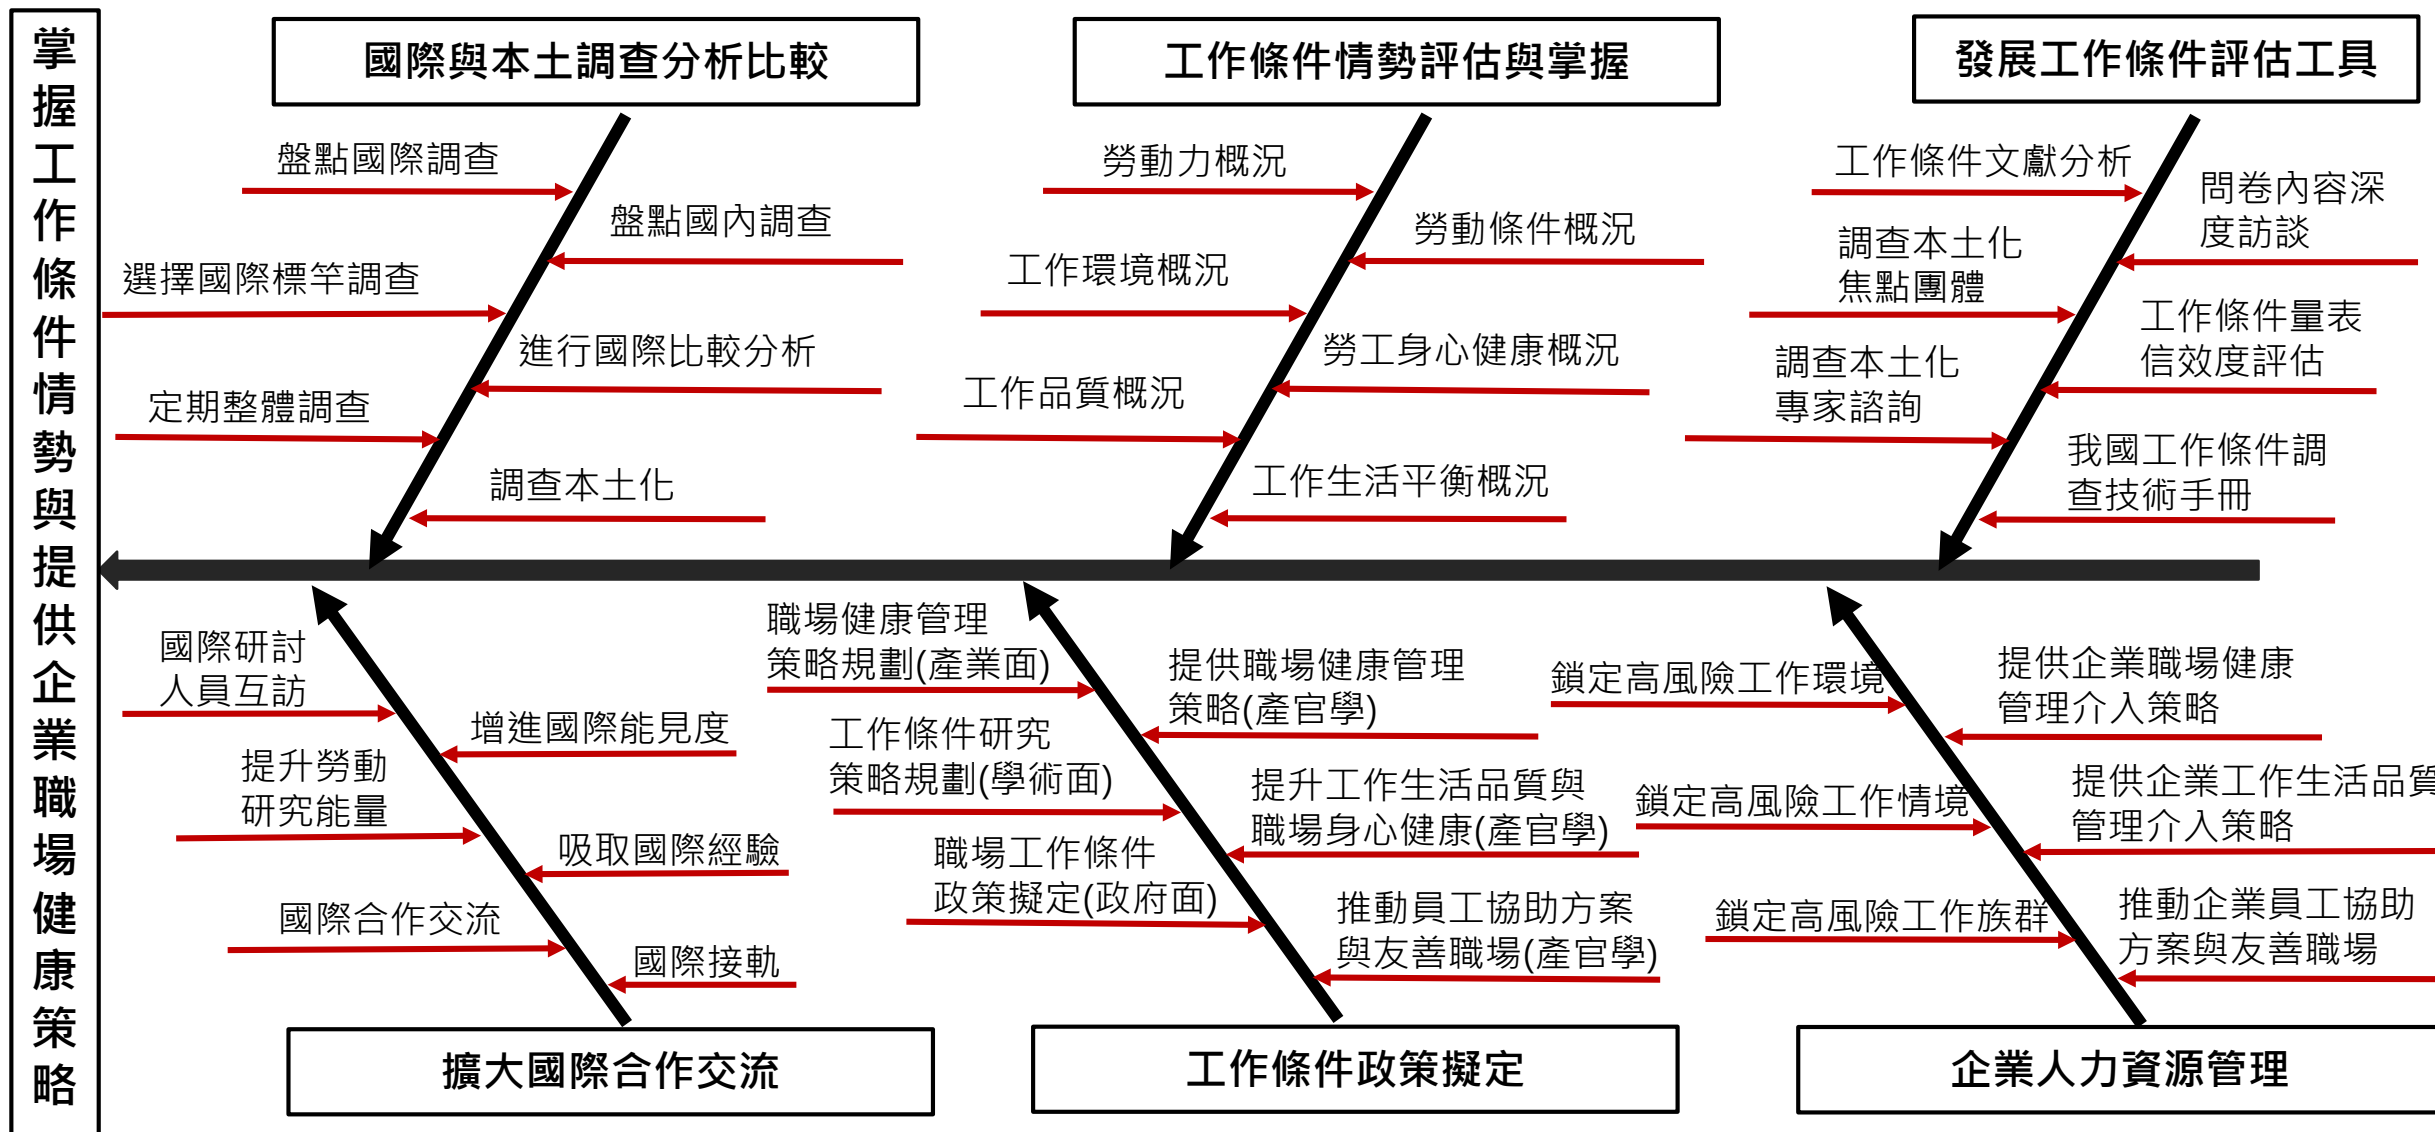 掌握工作條件情勢與提供企業職場健康策略
國際與本土調查分析比較
盤點國際調查
盤點國內調查
選擇國際標竿調查
進行國際比較分析
定期整體調查
調查本土化
工作條件情勢評估與掌握
勞動力概況
勞動條件概況
工作環境概況
勞工身心健康概況
工作品質概況
工作生活平衡概況
發展工作條件評估工具
工作條件文獻分析
問卷內容深
度訪談
調查本土化
焦點團體
工作條件量表
信效度評估
調查本土化
專家諮詢
我國工作條件調
查技術手冊
國際研討
人員互訪
增進國際能見度
提升勞動
研究能量
吸取國際經驗
國際合作交流
國際接軌
擴大國際合作交流
職場健康管理
策略規劃(產業面)
提供職場健康管理
策略(產官學)
工作條件研究
策略規劃(學術面)
提升工作生活品質與
職場身心健康(產官學)
職場工作條件
政策擬定(政府面)
推動員工協助方案
與友善職場(產官學)
工作條件政策擬定
鎖定高風險工作環境
提供企業職場健康
管理介入策略
鎖定高風險工作情境
提供企業工作生活品質
管理介入策略
鎖定高風險工作族群
推動企業員工協助
方案與友善職場
企業人力資源管理